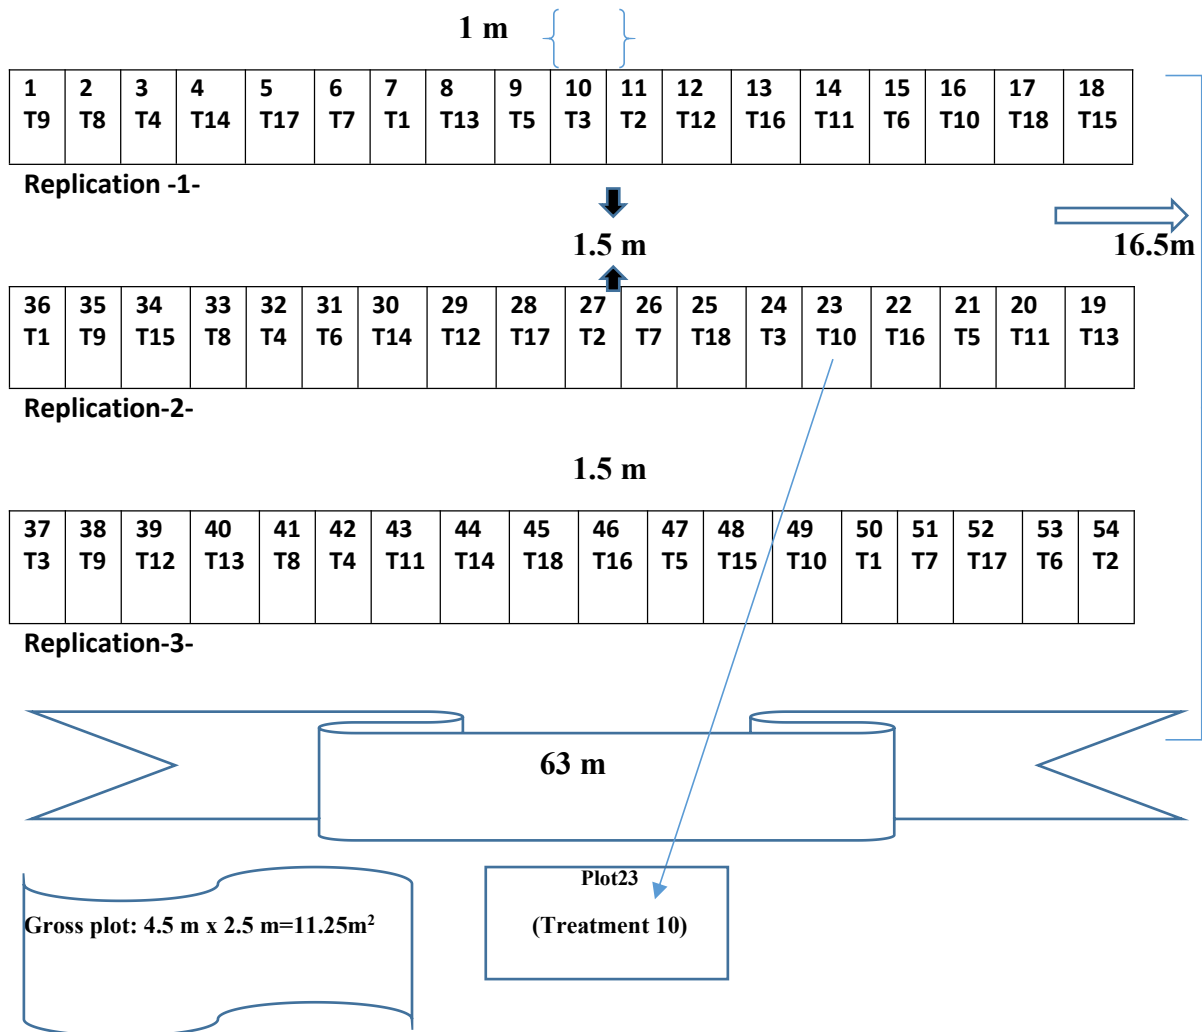 1 m
1 2 3 4 5 6 7 8 9 10 11 12 13 14 15 16 17 18
T9 T8 T4 T14 T17 T7 T1 T13 T5 T3 T2 T12 T16 T11 T6 T10 T18 T15
Replication -1-
1.5 m
16.5m
36 35 34 33 32 31 30 29 28 27 26 25 24 23 22 21 20 19
T1 T9 T15 T8 T4 T6 T14 T12 T17 T2 T7 T18 T3 T10 T16 T5 T11 T13
Replication-2-
1.5 m
37 38 39 40 41 42 43 44 45 46 47 48 49 50 51 52 53 54
T3 T9 T12 T13 T8 T4 T11 T14 T18 T16 T5 T15 T10 T1 T7 T17 T6 T2
Replication-3-
63 m
Gross plot: 4.5 m x 2.5 m=11.25m²
Plot23
(Treatment 10)